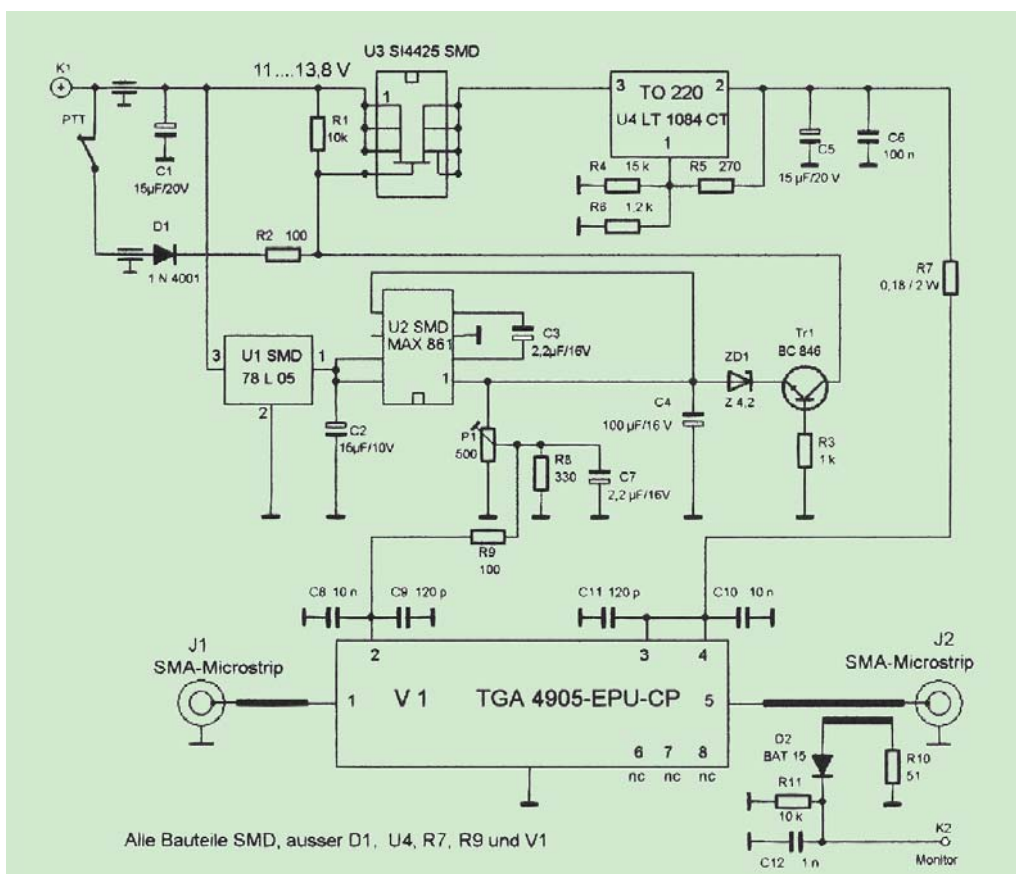 U3 SI4425 SMD
K1
11....13,8 V
PTT
C1
15µF/20V
R1
10k
1
3
TO 220
2
U4 LT 1084 CT
1
R4
15 k
R5
270
R6
1,2 k
C5
15 µF/20 V
C6
100 n
D1
1 N 4001
R2
100
R7
0,18 / 2 W
U2 SMD
MAX 861
1
C3
2,2µF/16V
3
U1 SMD
1
78 L 05
2
C2
15µF/10V
ZD1
Z 4,2
Tr1
BC 846
C4
100 µF/16 V
R3
1 k
P1
500
R8
330
C7
2,2 µF/16V
R9
100
C8
10 n
C9
120 p
C11
120 p
C10
10 n
J1
SMA-Microstrip
J2
SMA-Microstrip
2
3
4
1
V 1
TGA 4905-EPU-CP
5
6
7
8
nc
nc
nc
D2
BAT 15
R10
51
R11
10 k
C12
1 n
K2
Monitor
Alle Bauteile SMD, ausser D1, U4, R7, R9 und V1